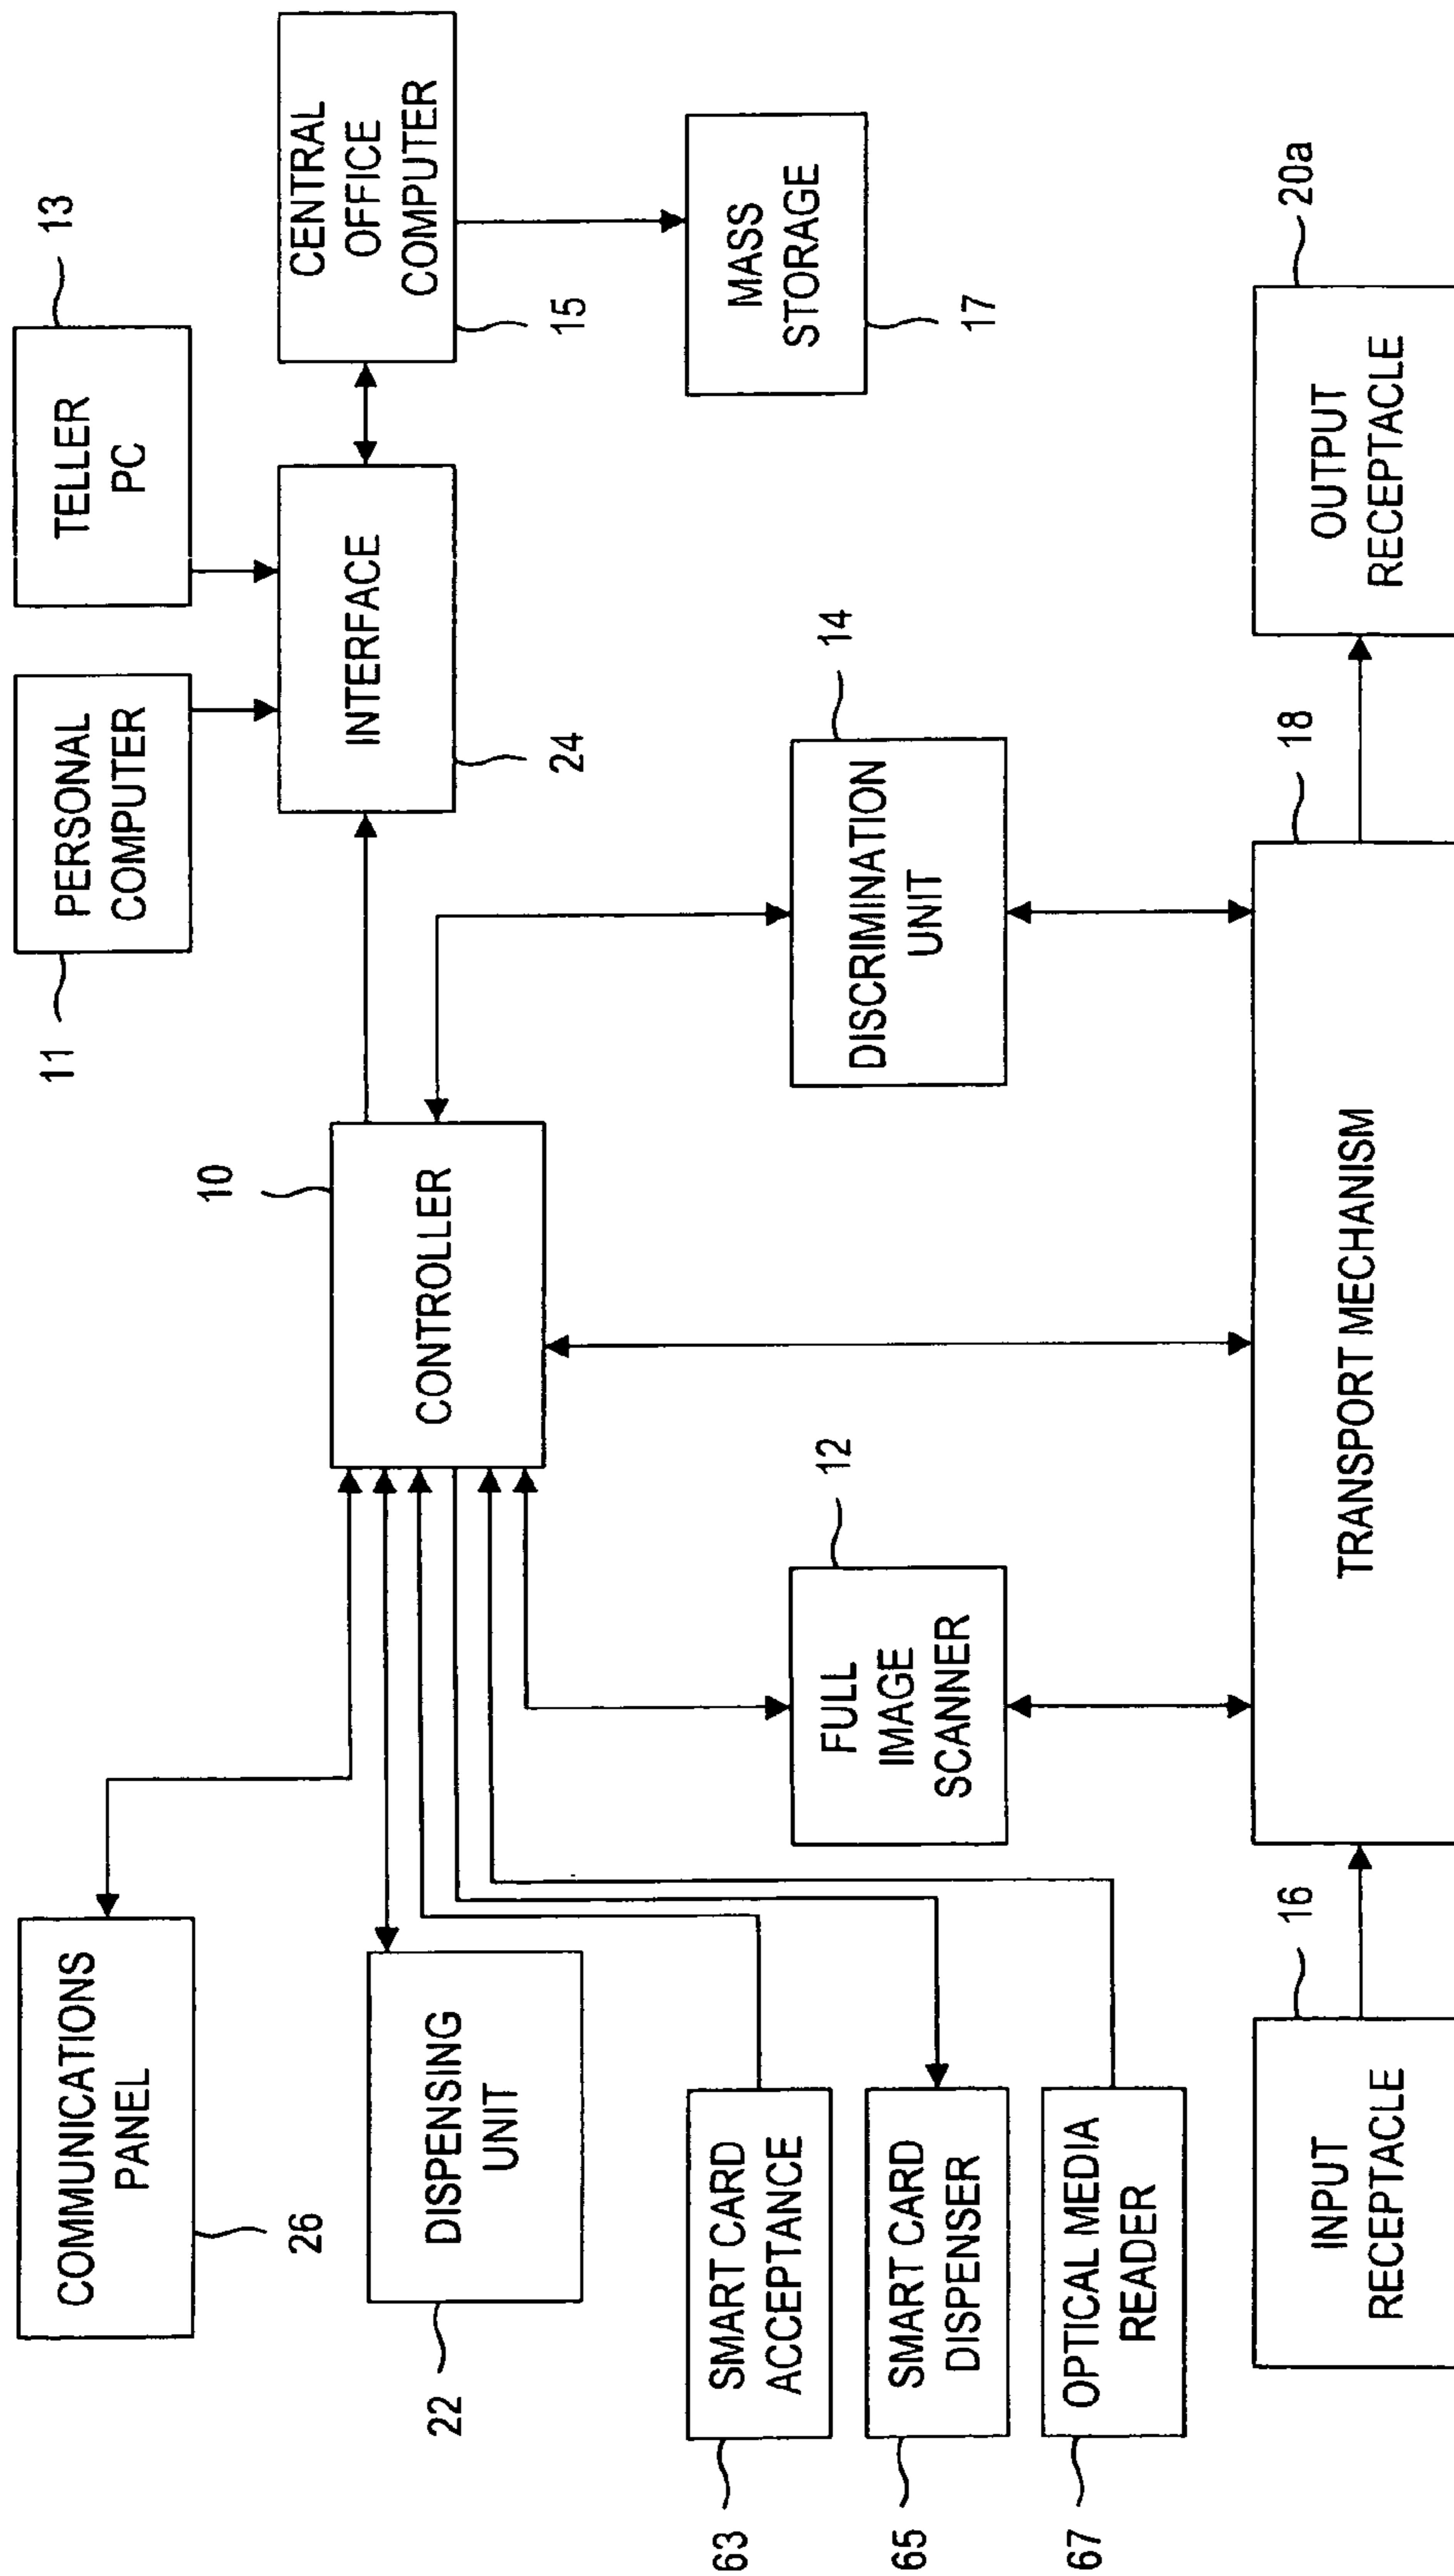 COMMUNICATIONS
PANEL
26
DISPENSING
UNIT
22
SMART CARD
ACCEPTANCE
63
SMART CARD
DISPENSER
65
OPTICAL MEDIA
READER
67
INPUT
RECEPTACLE
16
FULL
IMAGE
SCANNER
12
CONTROLLER
10
TRANSPORT MECHANISM
18
DISCRIMINATION
UNIT
14
PERSONAL
COMPUTER
11
TELLER
PC
13
INTERFACE
24
CENTRAL
OFFICE
COMPUTER
15
MASS
STORAGE
17
OUTPUT
RECEPTACLE
20a